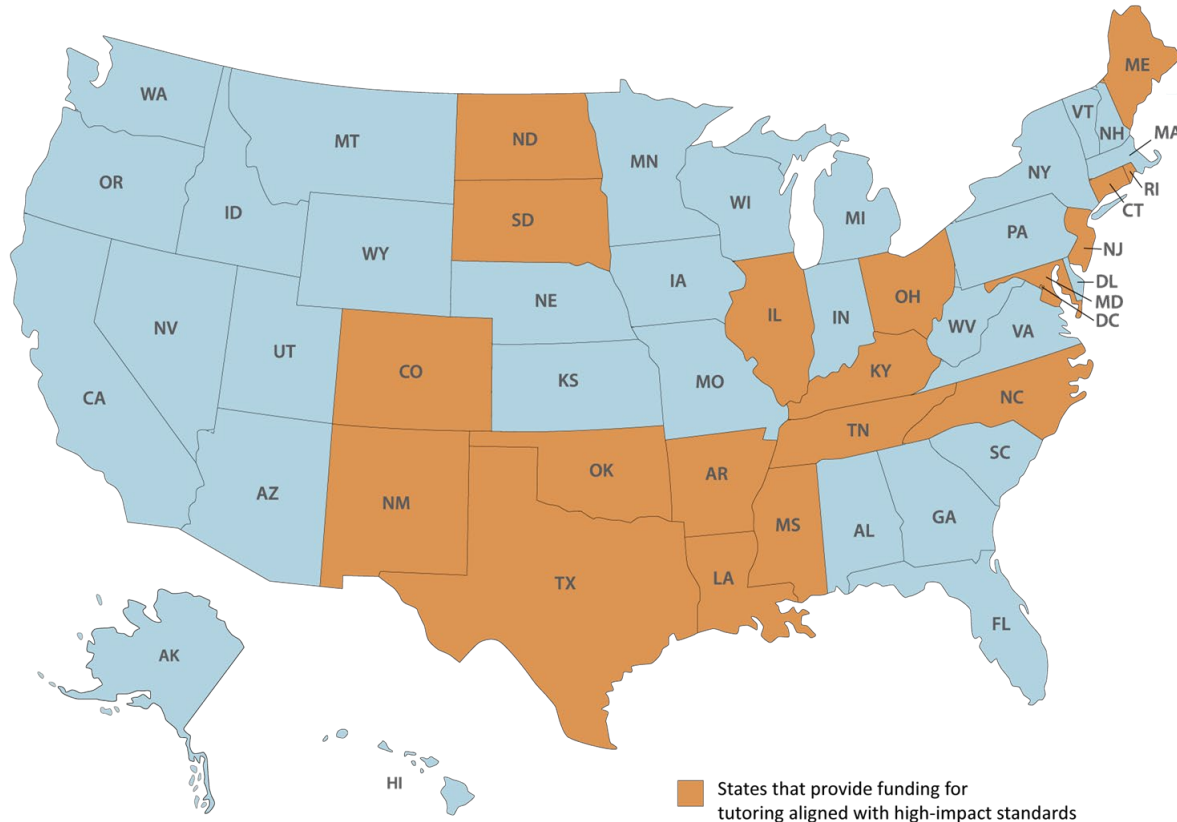 ME
WA
VT
MT
ND
NH
MA
MN
OR
NY
WI
RI
ID
SD
MI
CT
PA
WY
NJ
IA
DL
NE
OH
MD
IL
IN
DC
NV
WV
VA
UT
CO
KY
KS
MO
CA
NC
TN
SC
OK
AR
AZ
NM
GA
MS
AL
LA
TX
FL
AK
HI
States that provide funding for
tutoring aligned with high-impact standards